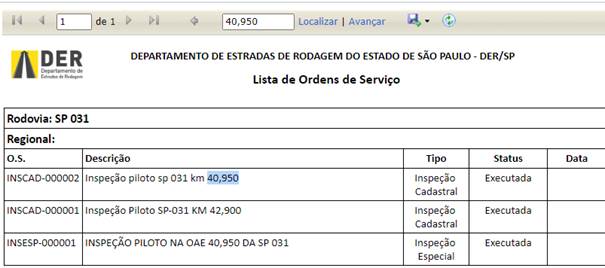 1 de 1 40,950 Localizar | Avançar
DER
Departamento de
Estradas de Rodagem
DEPARTAMENTO DE ESTRADAS DE RODAGEM DO ESTADO DE SÃO PAULO - DER/SP
Lista de Ordens de Serviço
Rodovia: SP 031
Regional:
O.S. Descrição Tipo Status Data
INSCAD-000002 Inspeção piloto sp 031 km 40,950 Inspeção Cadastral Executada
INSCAD-000001 Inspeção Piloto SP-031 KM 42,900 Inspeção Cadastral Executada
INSESP-000001 INSPEÇÃO PILOTO NA OAE 40,950 DA SP 031 Inspeção Especial Executada